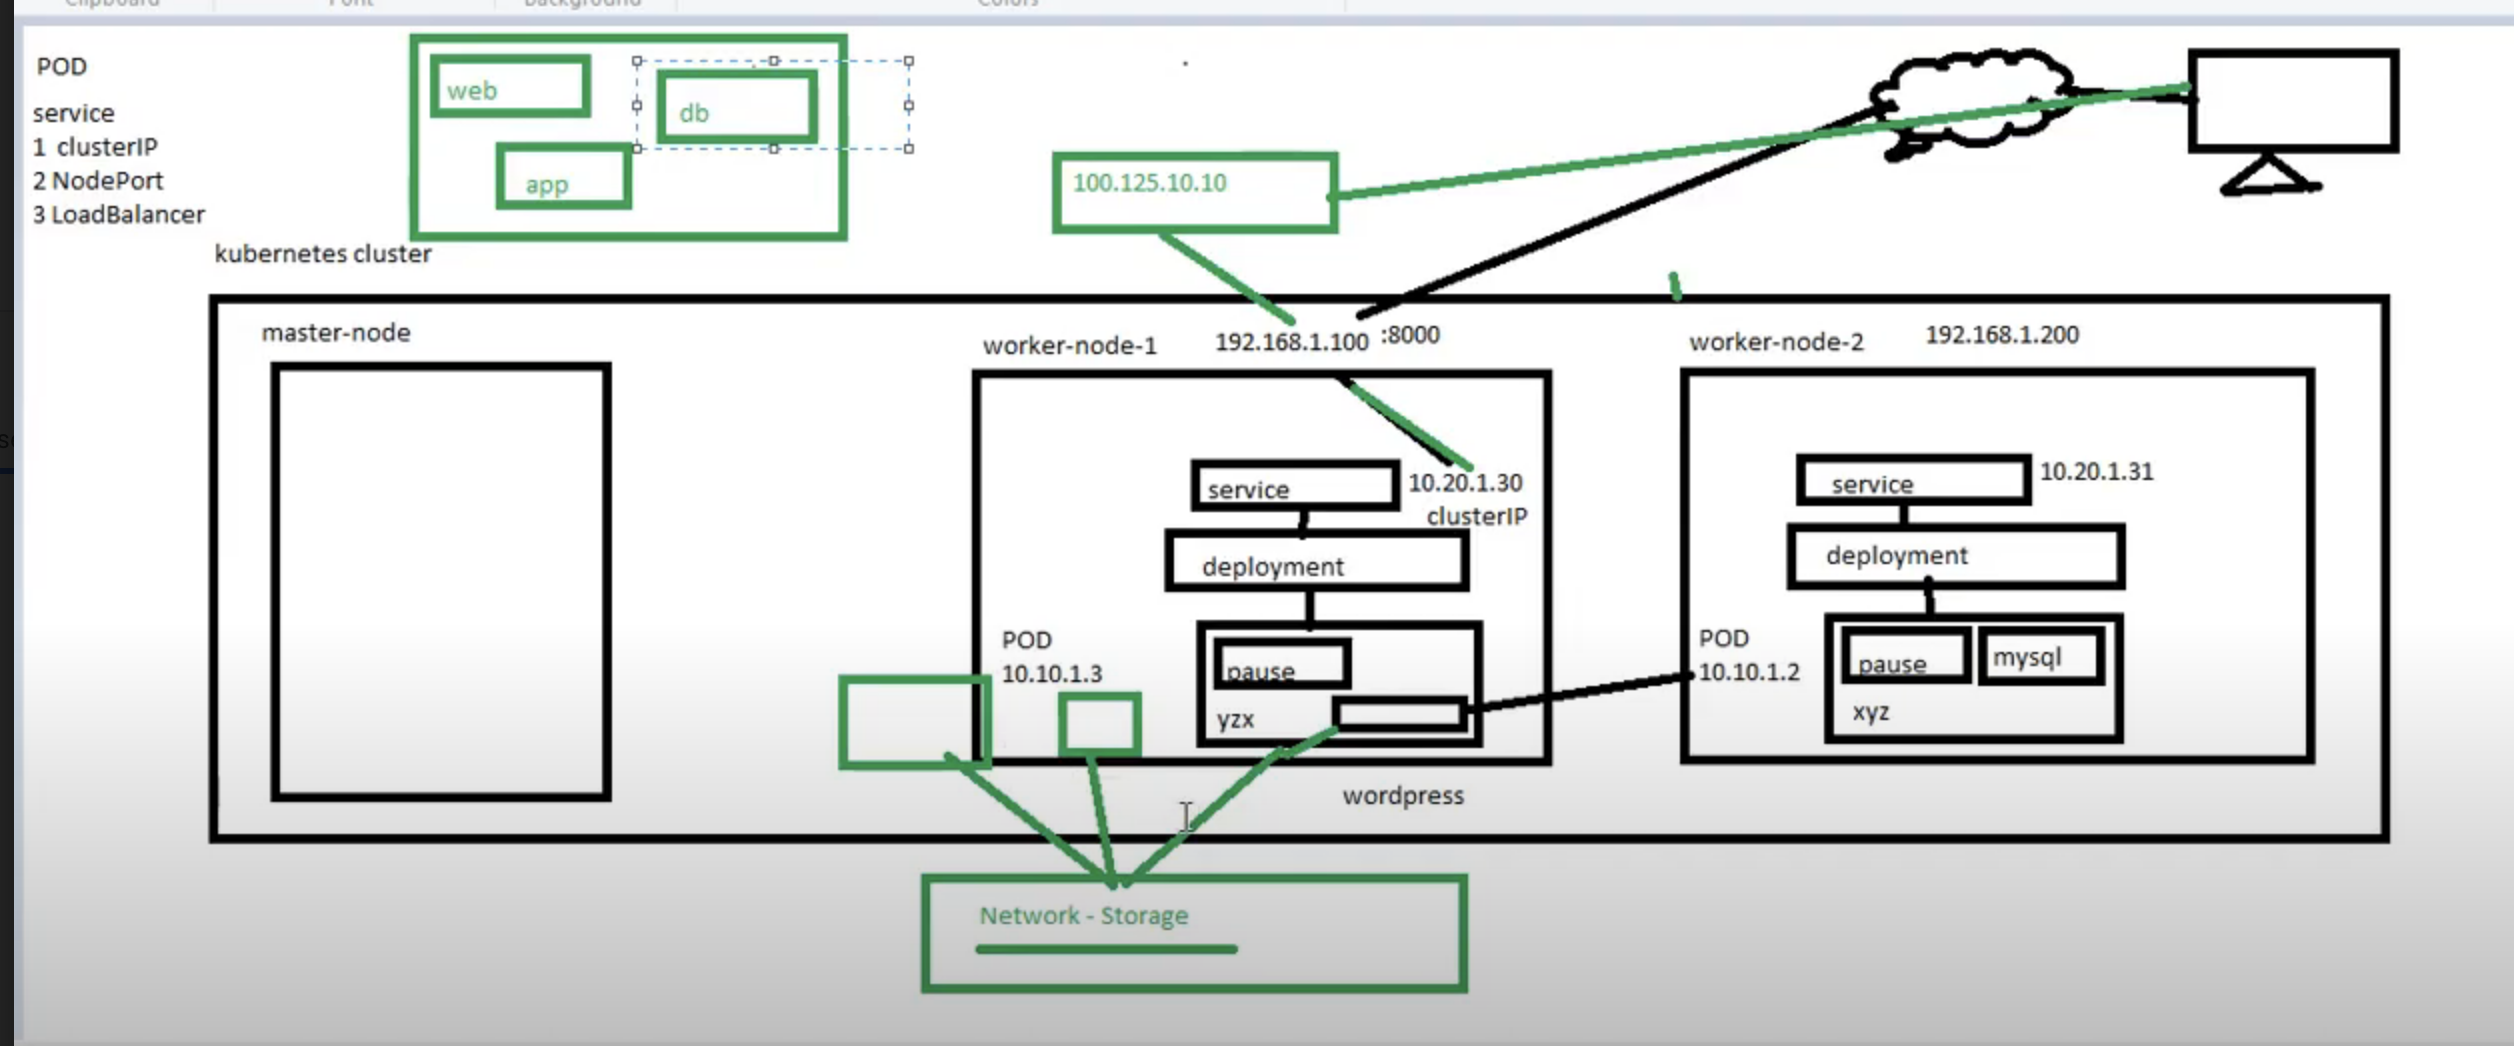 Clipboard
Font
Background
Colors
POD
service
1 clusterIP
2 NodePort
3 LoadBalancer
web
db
app
100.125.10.10
kubernetes cluster
master-node
worker-node-1
192.168.1.100 :8000
worker-node-2
192.168.1.200
service
10.20.1.30
clusterIP
deployment
POD
10.10.1.3
pause
yzx
wordpress
service
10.20.1.31
deployment
POD
10.10.1.2
pause
mysql
xyz
Network - Storage